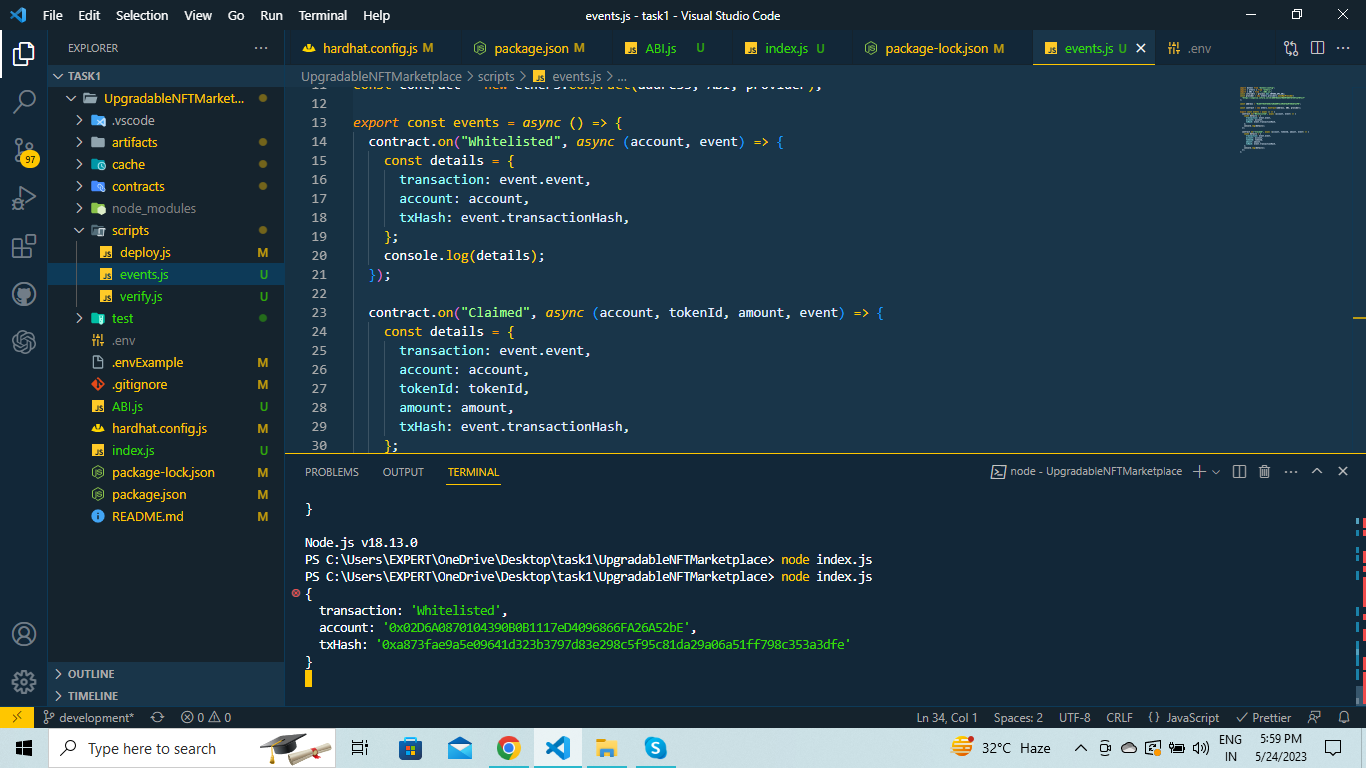 File Edit Selection View Go Run Terminal Help
events.js - task1 - Visual Studio Code
EXPLORER
hardhat.config.js M
package.json M
ABI.js U
index.js U
package-lock.json M
events.js U
.env
TASK1
UpgradableNFTMarket...
.vscode
artifacts
cache
contracts
node_modules
scripts
deploy.js M
events.js U
verify.js U
test
.env
.envExample M
.gitignore M
ABI.js U
hardhat.config.js M
index.js U
package-lock.json M
package.json M
README.md M
OUTLINE
TIMELINE
97
UpgradableNFTMarketplace > scripts > events.js > ...
11 const contract = new ethers.Contract(address, Abi, provider);
12
13 export const events = async () => {
14 contract.on("Whitelisted", async (account, event) => {
15 const details = {
16 transaction: event.event,
17 account: account,
18 txHash: event.transactionHash,
19 };
20 console.log(details);
21 });
22
23 contract.on("Claimed", async (account, tokenId, amount, event) => {
24 const details = {
25 transaction: event.event,
26 account: account,
27 tokenId: tokenId,
28 amount: amount,
29 txHash: event.transactionHash,
30 };
PROBLEMS OUTPUT TERMINAL
node - UpgradableNFTMarketplace
}
Node.js v18.13.0
PS C:\Users\EXPERT\OneDrive\Desktop\task1\UpgradableNFTMarketplace> node index.js
PS C:\Users\EXPERT\OneDrive\Desktop\task1\UpgradableNFTMarketplace> node index.js
{
transaction: 'Whitelisted',
account: '0x02D6A0870104390B0B1117eD4096866FA26A52bE',
txHash: '0xa873fae9a5e09641d323b3797d83e298c5f95c81da29a06a51ff798c353a3dfe'
}
development* 0 0
Ln 34, Col 1 Spaces: 2 UTF-8 CRLF {} JavaScript Prettier
Type here to search
32°C Haze
ENG
IN
5:59 PM
5/24/2023